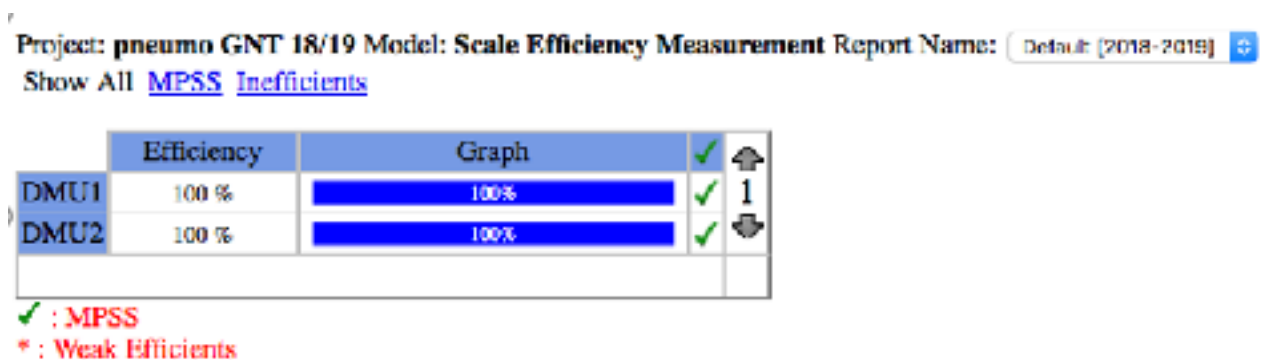 Project: pneumo GNT 18/19 Model: Scale Efficiency Measurement Report Name: Default [2018-2019]
Show All MPSS Inefficients
Efficiency Graph ✓
DMU1 100 % 100% ✓ 1
DMU2 100 % 100% ✓
✓ : MPSS
* : Weak Efficients